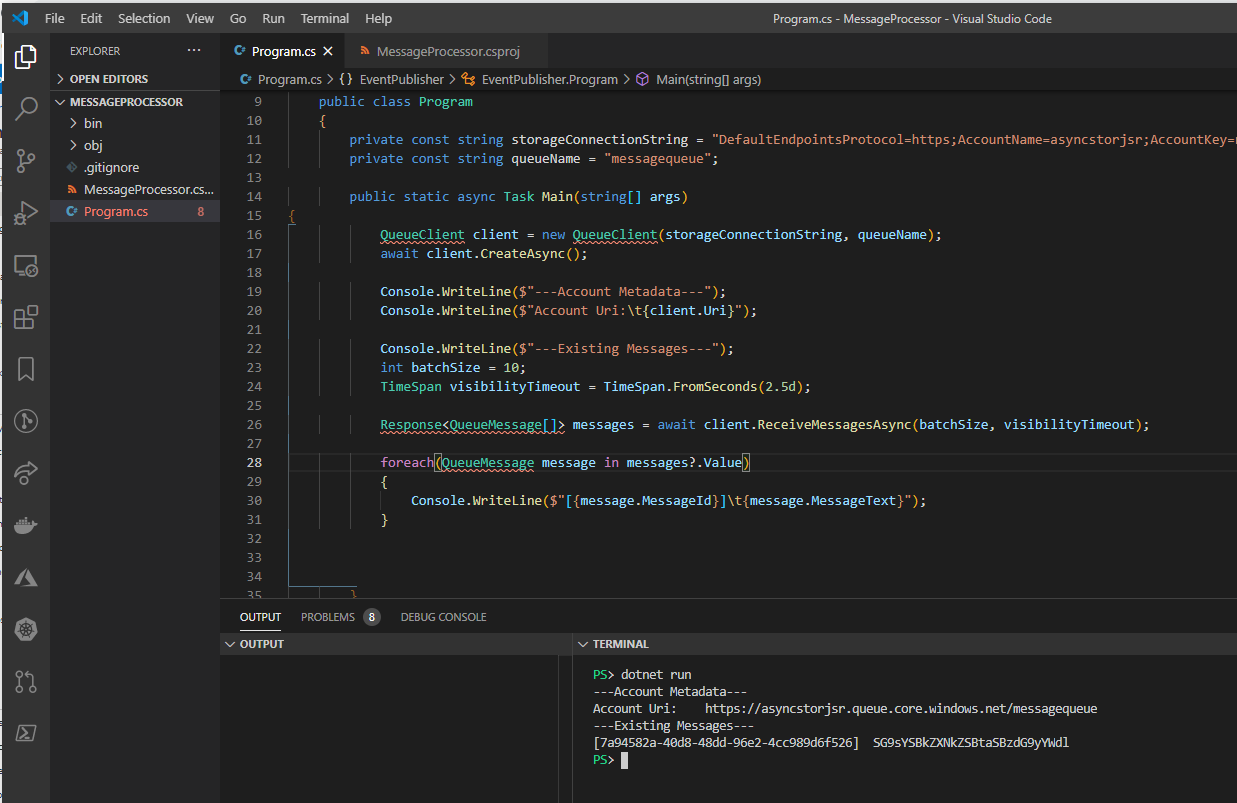 File Edit Selection View Go Run Terminal Help Program.cs - MessageProcessor - Visual Studio Code
EXPLORER ···
OPEN EDITORS
MESSAGEPROCESSOR
bin
obj
.gitignore
MessageProcessor.cs...
Program.cs 8
Program.cs MessageProcessor.csproj
Program.cs > {} EventPublisher > EventPublisher.Program > Main(string[] args)
9 public class Program
10 {
11 private const string storageConnectionString = "DefaultEndpointsProtocol=https;AccountName=asyncstorjsr;AccountKey=
12 private const string queueName = "messagequeue";
13
14 public static async Task Main(string[] args)
15 {
16 QueueClient client = new QueueClient(storageConnectionString, queueName);
17 await client.CreateAsync();
18
19 Console.WriteLine($"---Account Metadata---");
20 Console.WriteLine($"Account Uri:\t{client.Uri}");
21
22 Console.WriteLine($"---Existing Messages---");
23 int batchSize = 10;
24 TimeSpan visibilityTimeout = TimeSpan.FromSeconds(2.5d);
25
26 Response<QueueMessage[]> messages = await client.ReceiveMessagesAsync(batchSize, visibilityTimeout);
27
28 foreach(QueueMessage message in messages?.Value)
29 {
30 Console.WriteLine($"[{message.MessageId}]\t{message.MessageText}");
31 }
32
33
34
35 }
OUTPUT PROBLEMS 8 DEBUG CONSOLE
OUTPUT
TERMINAL
PS> dotnet run
---Account Metadata---
Account Uri: https://asyncstorjsr.queue.core.windows.net/messagequeue
---Existing Messages---
[7a94582a-40d8-48dd-96e2-4cc989d6f526] SG9sYSBkZXNkZSBtaSBzdG9yYWdl
PS>